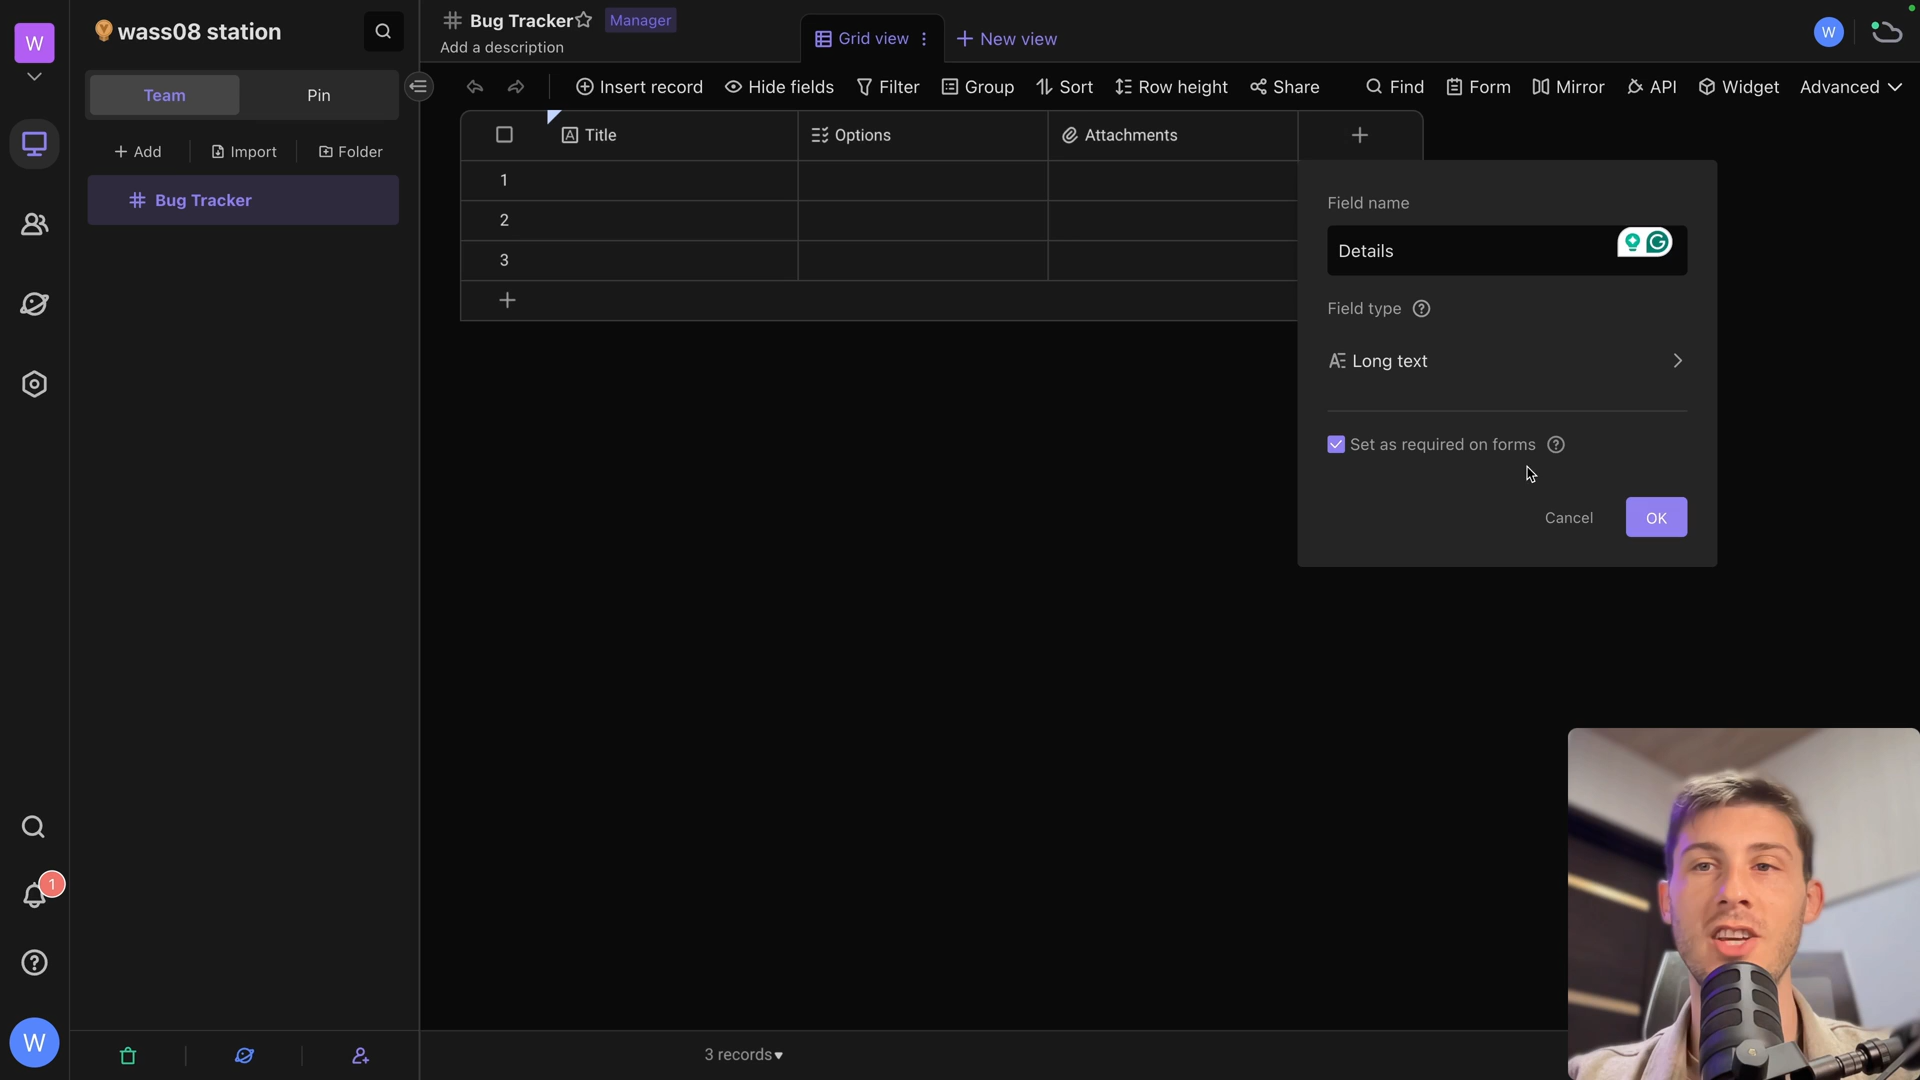 W
wass08 station
Team
Pin
Add
Import
Folder
Bug Tracker
1
W
Bug Tracker
Manager
Add a description
Grid view
New view
W
Insert record
Hide fields
Filter
Group
Sort
Row height
Share
Find
Form
Mirror
API
Widget
Advanced
Title
Options
Attachments
1
2
3
Field name
Details
Field type
Long text
Set as required on forms
Cancel
OK
3 records